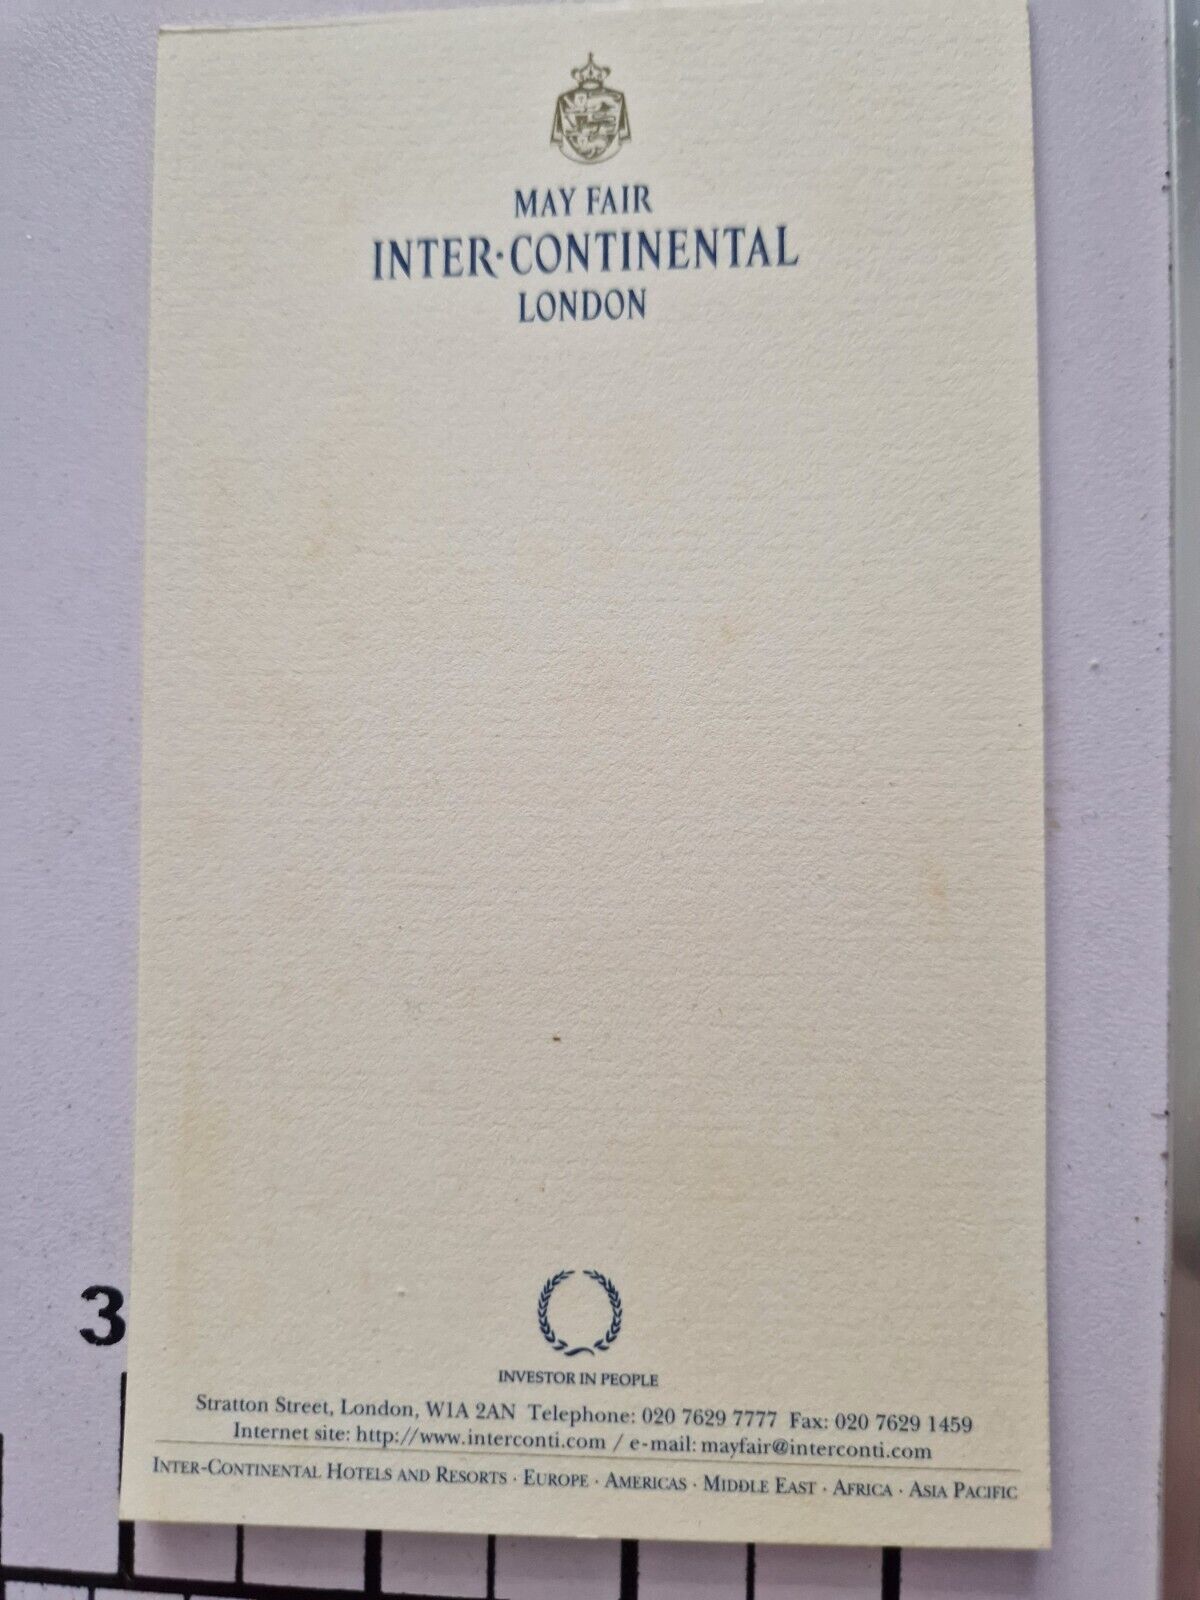 MAY FAIR
INTER·CONTINENTAL
LONDON
3
INVESTOR IN PEOPLE
Stratton Street, London, W1A 2AN Telephone: 020 7629 7777 Fax: 020 7629 1459
Internet site: http://www.interconti.com / e-mail: mayfair@interconti.com
INTER-CONTINENTAL HOTELS AND RESORTS · EUROPE · AMERICAS · MIDDLE EAST · AFRICA · ASIA PACIFIC